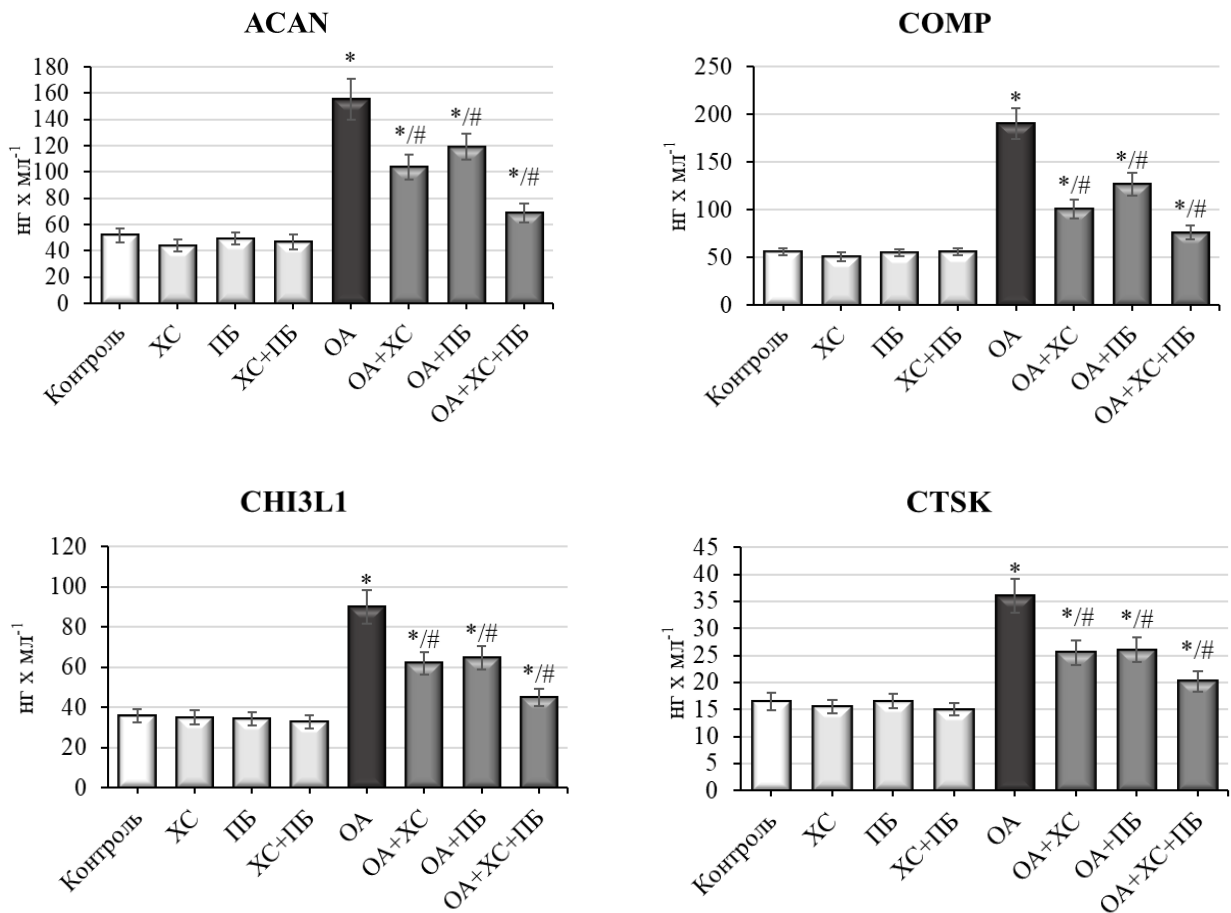 ACAN
НГ Х МЛ-1
180
160
140
120
100
80
60
40
20
0
*
*/#
*/#
*/#
Контроль
ХС
ПБ
ХС+ПБ
ОА
ОА+ХС
ОА+ПБ
ОА+ХС+ПБ
COMP
НГ Х МЛ-1
250
200
150
100
50
0
*
*/#
*/#
*/#
Контроль
ХС
ПБ
ХС+ПБ
ОА
ОА+ХС
ОА+ПБ
ОА+ХС+ПБ
CHI3L1
НГ Х МЛ-1
120
100
80
60
40
20
0
*
*/#
*/#
*/#
Контроль
ХС
ПБ
ХС+ПБ
ОА
ОА+ХС
ОА+ПБ
ОА+ХС+ПБ
CTSK
НГ Х МЛ-1
45
40
35
30
25
20
15
10
5
0
*
*/#
*/#
*/#
Контроль
ХС
ПБ
ХС+ПБ
ОА
ОА+ХС
ОА+ПБ
ОА+ХС+ПБ